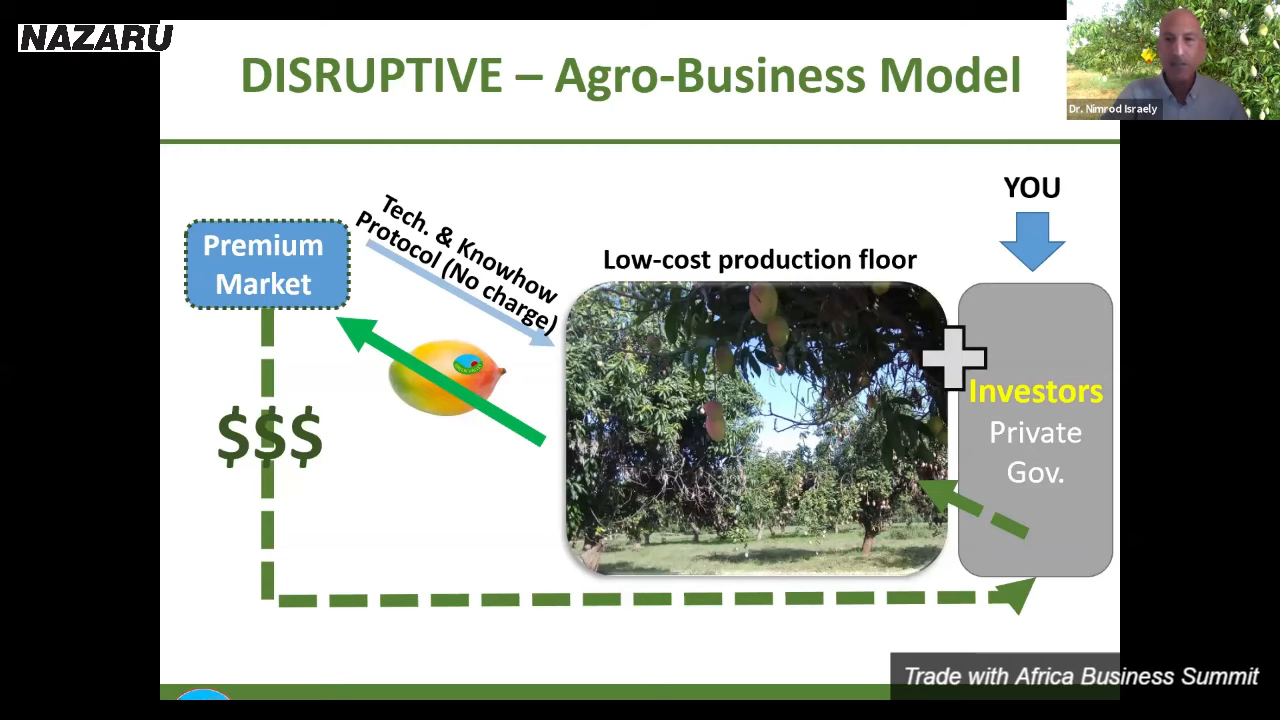 NAZARU
DISRUPTIVE – Agro-Business Model
Dr. Nimrod Israely
YOU
Premium
Market
Tech. & Knowhow
Protocol (No charge)
Low-cost production floor
Investors
Private
Gov.
$$$
Trade with Africa Business Summit